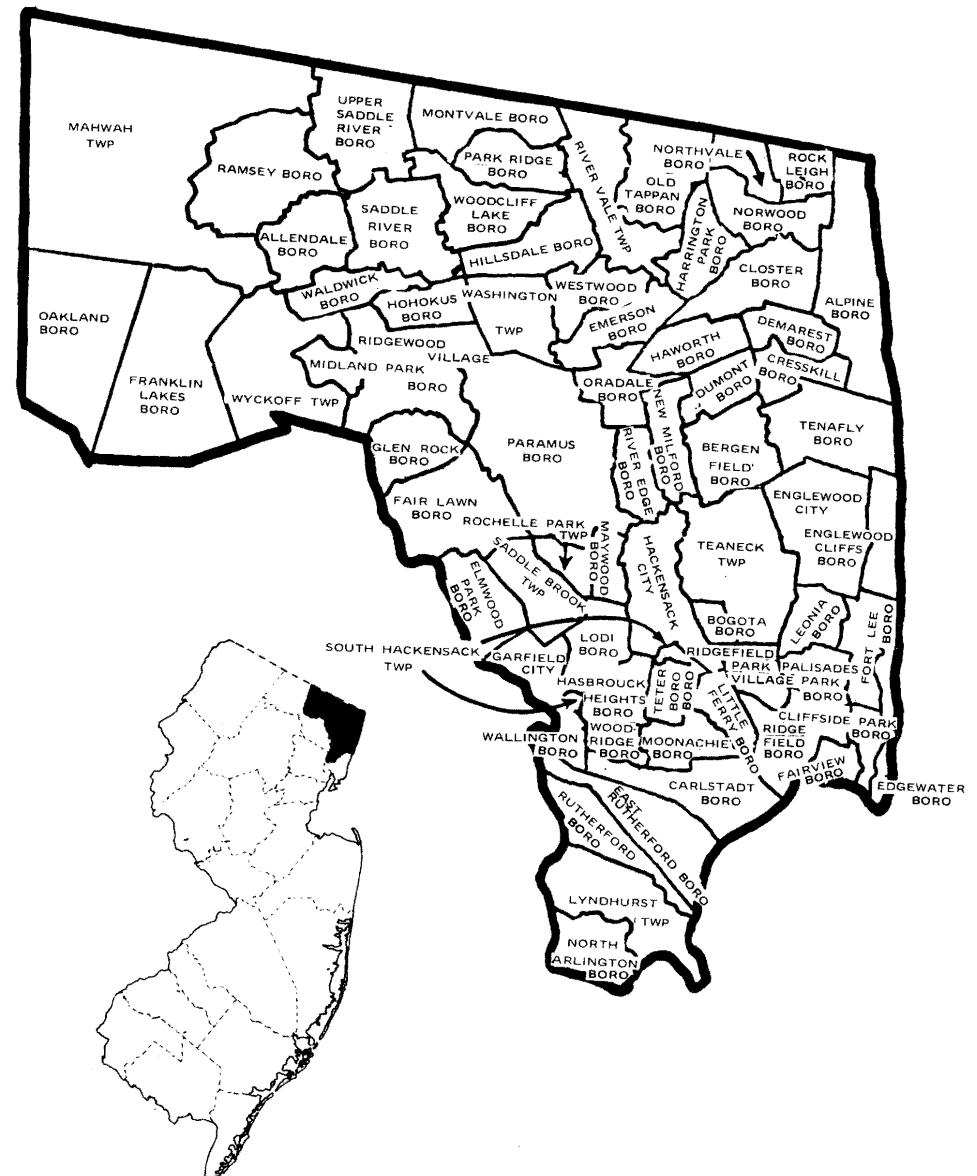 MAHWAH
TWP
UPPER
SADDLE
RIVER
BORO
MONTVALE BORO
RAMSEY BORO
PARK RIDGE
BORO
RIVER VALE TWP
NORTHVALE
BORO
ROCK
LEIGH
BORO
OLD
TAPPAN
BORO
NORWOOD
BORO
HARRINGTON
PARK
BORO
WOODCLIFF
LAKE
BORO
SADDLE
RIVER
BORO
ALLENDALE
BORO
HILLSDALE BORO
CLOSTER
BORO
ALPINE
BORO
WALDWICK
BORO
HOHOKUS
BORO
WASHINGTON
TWP
WESTWOOD
BORO
EMERSON
BORO
OAKLAND
BORO
RIDGEWOOD
VILLAGE
HAWORTH
BORO
DEMAREST
BORO
CRESSKILL
BORO
DUMONT
BORO
FRANKLIN
LAKES
BORO
WYCKOFF TWP
MIDLAND PARK
BORO
ORADALE
BORO
NEW MILFORD
BORO
RIVER EDGE
BORO
TENAFLY
BORO
BERGEN
FIELD'
BORO
PARAMUS
BORO
GLEN ROCK
BORO
FAIR LAWN
BORO
ENGLEWOOD
CITY
ENGLEWOOD
CLIFFS
BORO
ROCHELLE PARK
TWP
MAYWOOD
BORO
HACKENSACK
CITY
TEANECK
TWP
SADDLE BROOK
TWP
ELMWOOD
PARK
BORO
BOGOTA
BORO
LEONIA
BORO
FORT LEE
BORO
LODI
BORO
SOUTH HACKENSACK
TWP
GARFIELD
CITY
RIDGEFIELD
PARK
VILLAGE
PALISADES
PARK
BORO
HASBROUCK
HEIGHTS
BORO
TETER
BORO
BORO
LITTLE
FERRY BORO
CLIFFSIDE PARK
BORO
RIDGE
FIELD
BORO
WALLINGTON
BORO
WOOD
RIDGE
BORO
MOONACHIE
BORO
FAIRVIEW
BORO
EDGEWATER
BORO
CARLSTADT
BORO
EAST
RUTHERFORD BORO
RUTHERFORD
BORO
LYNDHURST
TWP
NORTH
ARLINGTON
BORO